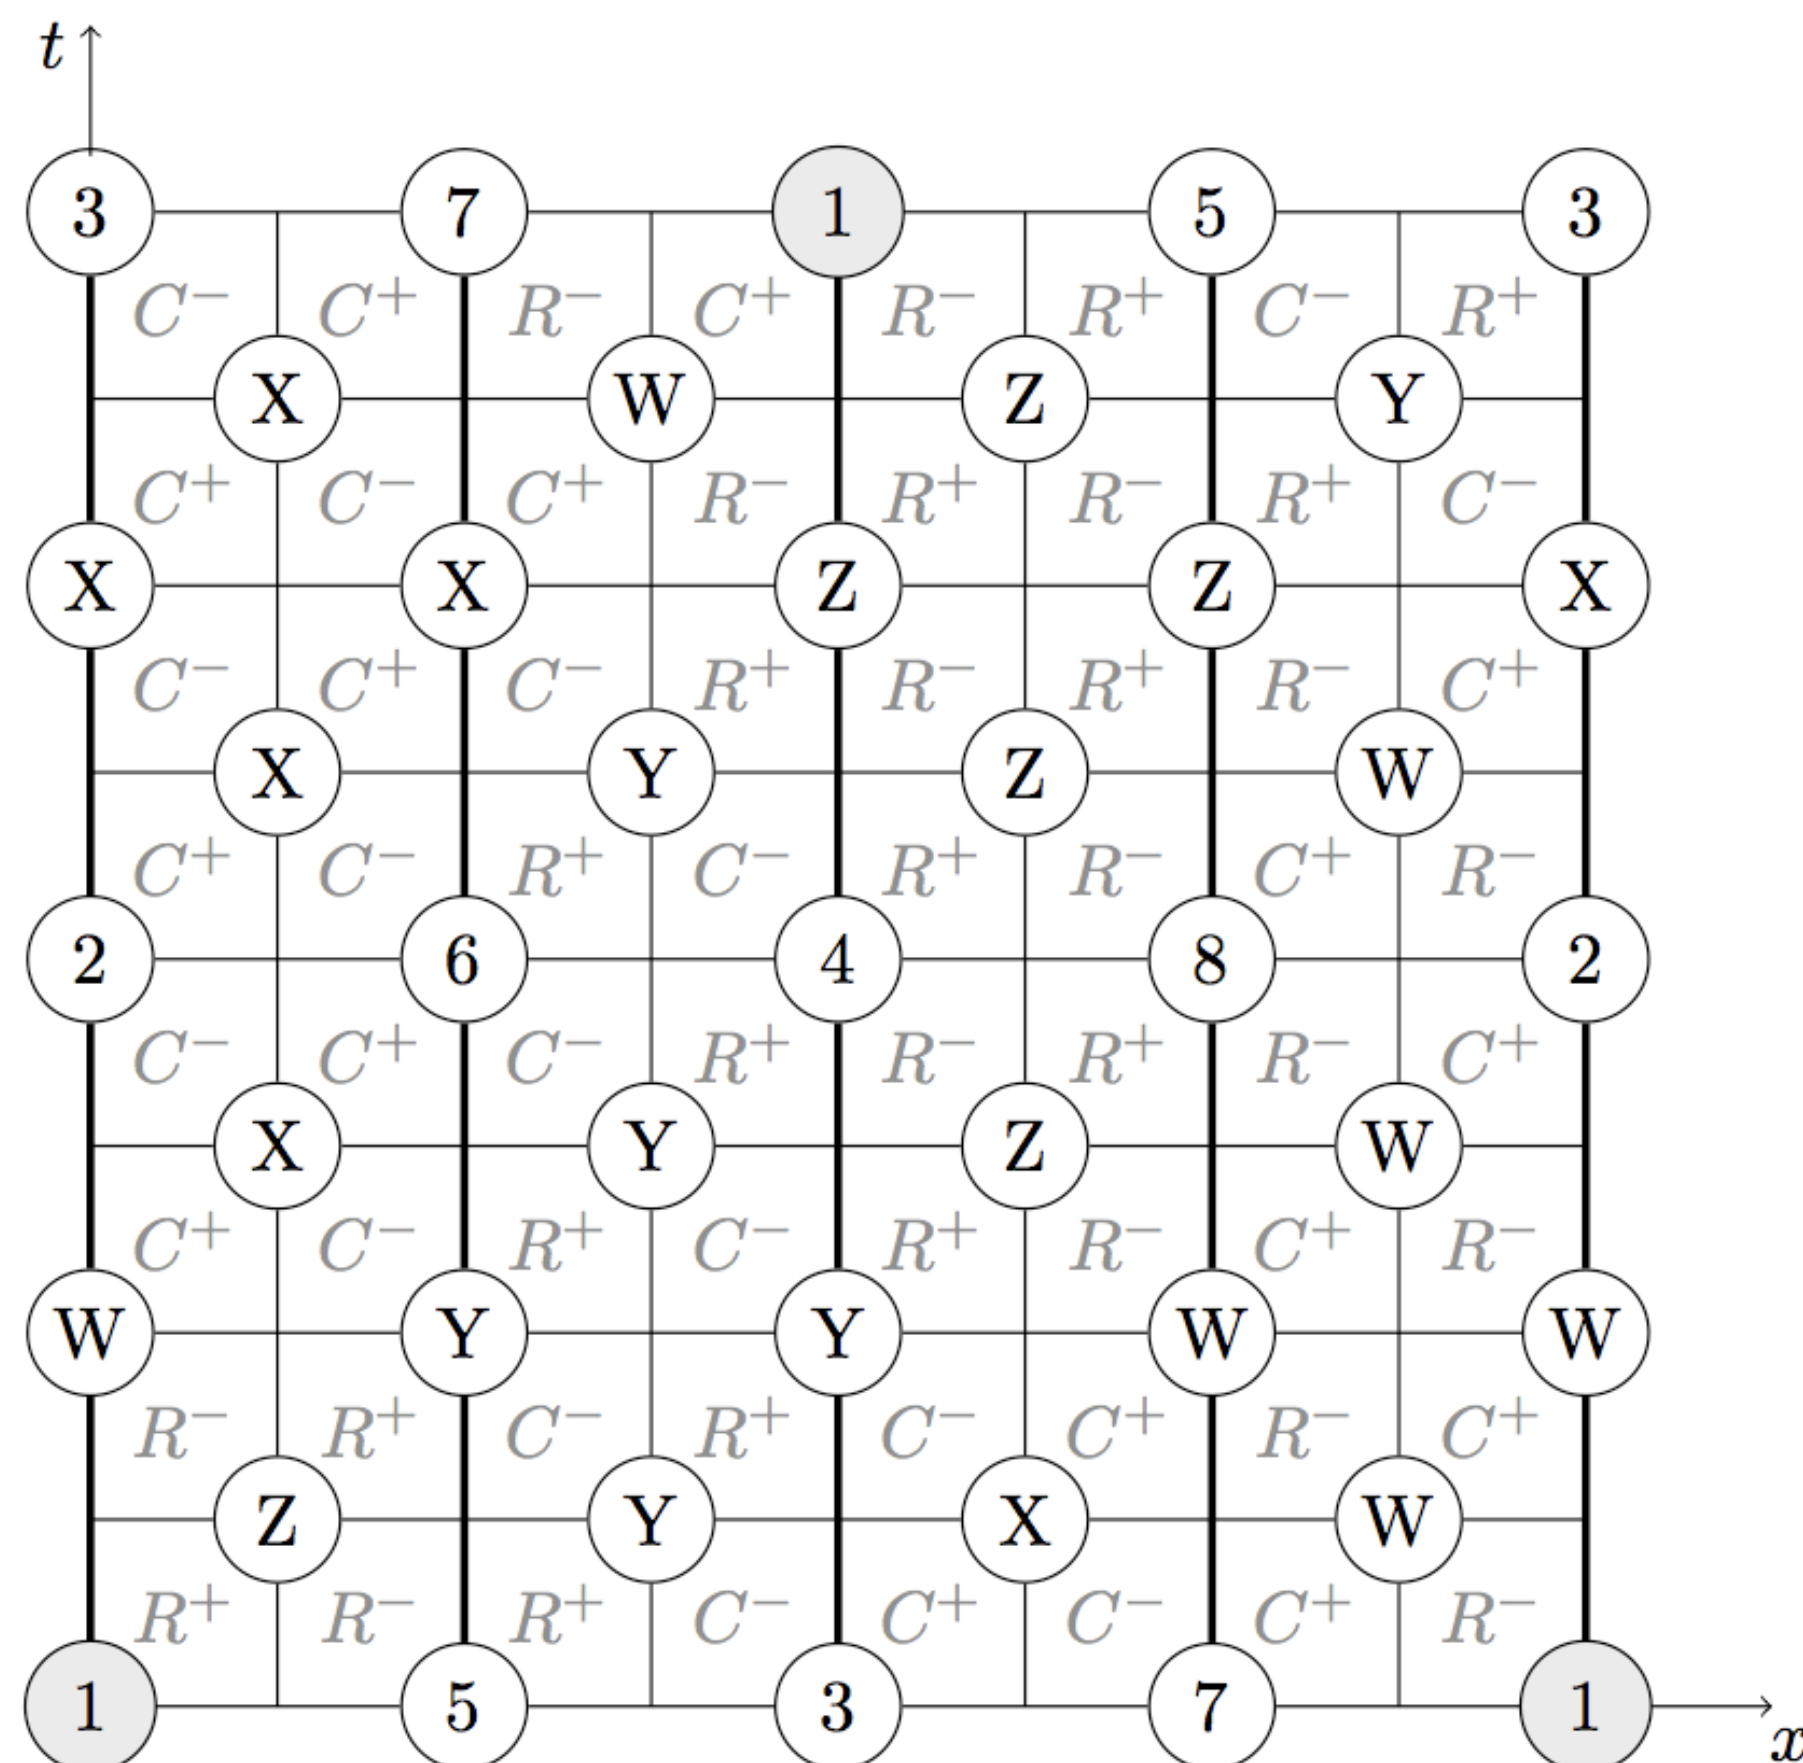 t
3 7 1 5 3
C⁻ C⁺ R⁻ C⁺ R⁻ R⁺ C⁻ R⁺
X W Z Y
C⁺ C⁻ C⁺ R⁻ R⁺ R⁻ R⁺ C⁻
X X Z Z X
C⁻ C⁺ C⁻ R⁺ R⁻ R⁺ R⁻ C⁺
X Y Z W
C⁺ C⁻ R⁺ C⁻ R⁺ R⁻ C⁺ R⁻
2 6 4 8 2
C⁻ C⁺ C⁻ R⁺ R⁻ R⁺ R⁻ C⁺
X Y Z W
C⁺ C⁻ R⁺ C⁻ R⁺ R⁻ C⁺ R⁻
W Y Y W W
R⁻ R⁺ C⁻ R⁺ C⁻ C⁺ R⁻ C⁺
Z Y X W
R⁺ R⁻ R⁺ C⁻ C⁺ C⁻ C⁺ R⁻
1 5 3 7 1
x